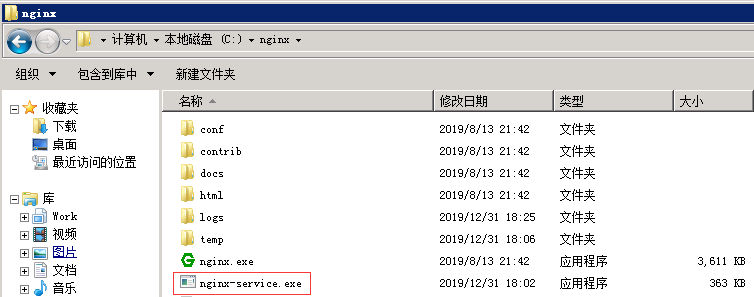 nginx
计算机 本地磁盘 (C:) nginx
组织 包含到库中 新建文件夹
收藏夹
下载
桌面
最近访问的位置
库
Work
视频
图片
文档
音乐
名称 修改日期 类型 大小
conf 2019/8/13 21:42 文件夹
contrib 2019/8/13 21:42 文件夹
docs 2019/8/13 21:42 文件夹
html 2019/8/13 21:42 文件夹
logs 2019/12/31 18:25 文件夹
temp 2019/12/31 18:06 文件夹
nginx.exe 2019/8/13 21:42 应用程序 3,611 KB
nginx-service.exe 2019/12/31 18:02 应用程序 363 KB